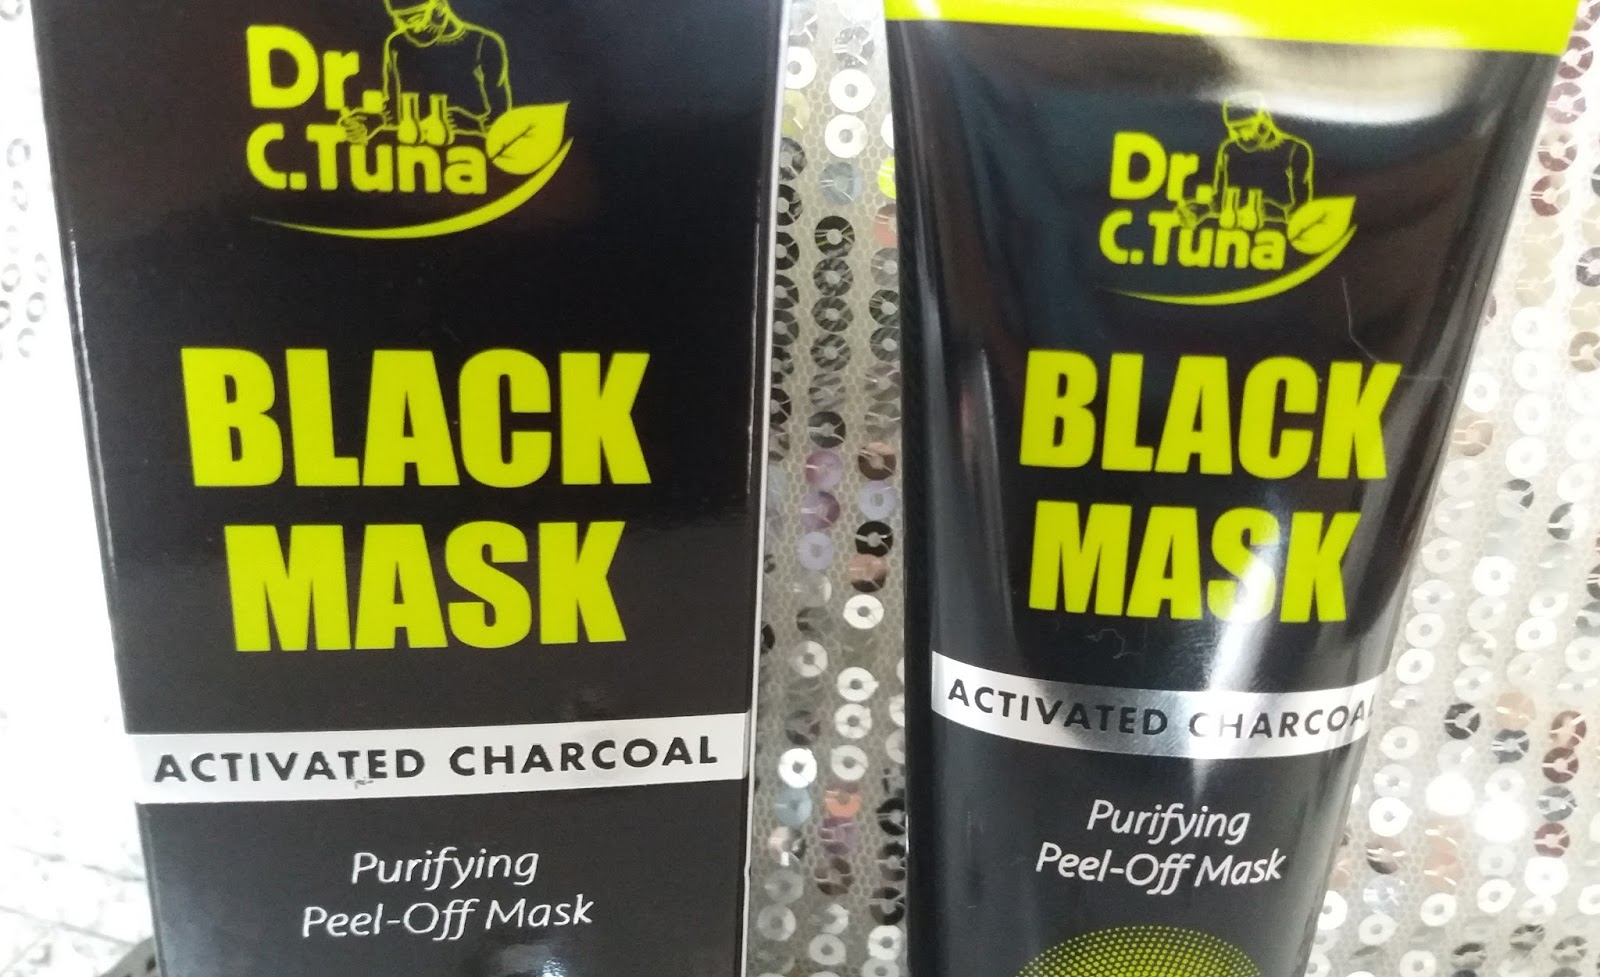 Dr.
C.Tuna
BLACK
MASK
ACTIVATED CHARCOAL
Purifying
Peel-Off Mask
Dr.
C.Tuna
BLACK
MASK
ACTIVATED CHARCOAL
Purifying
Peel-Off Mask